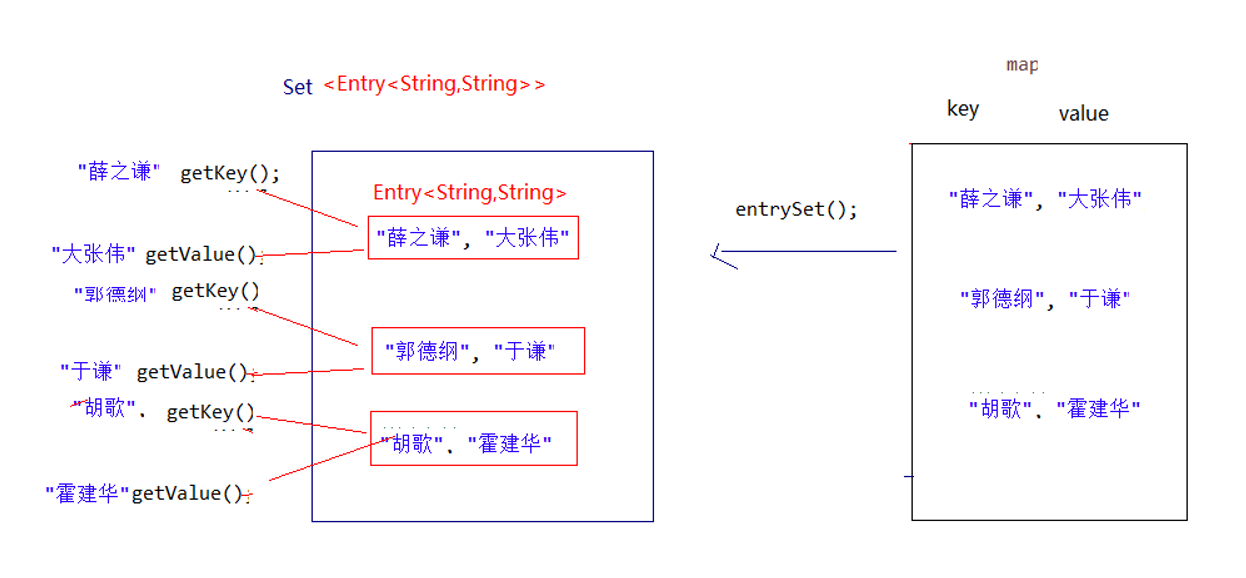 map
Set <Entry<String,String>>
key value
"薛之谦" getKey();
Entry<String,String>
"薛之谦", "大张伟"
"大张伟" getValue();
"郭德纲" getKey()
"郭德纲", "于谦"
"于谦" getValue();
"胡歌". getKey()
"胡歌". "霍建华"
"霍建华"getValue();
entrySet();
"薛之谦", "大张伟"
"郭德纲", "于谦"
"胡歌". "霍建华"